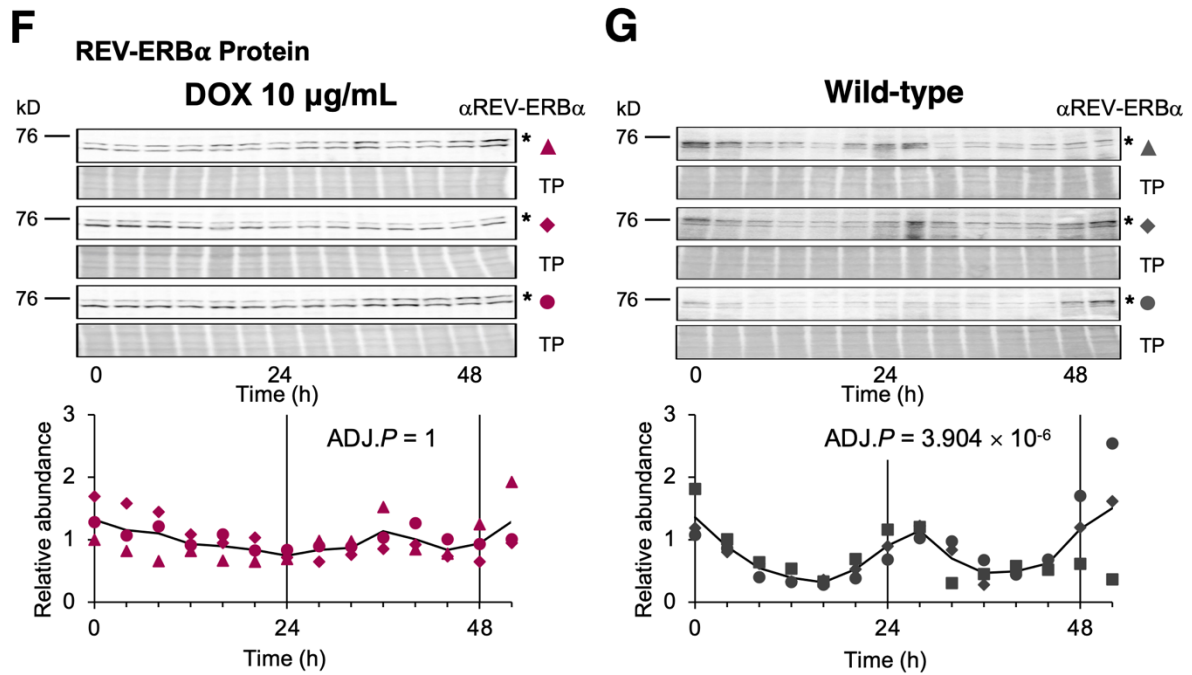 F
REV-ERBα Protein
DOX 10 µg/mL
kD
αREV-ERBα
76
*
TP
76
*
TP
76
*
TP
0 24 48
Time (h)
3
2
1
0
Relative abundance
ADJ.P = 1
0 24 48
Time (h)
G
Wild-type
kD
αREV-ERBα
76
*
TP
76
*
TP
76
*
TP
0 24 48
Time (h)
3
2
1
0
Relative abundance
ADJ.P = 3.904 × 10⁻⁶
0 24 48
Time (h)